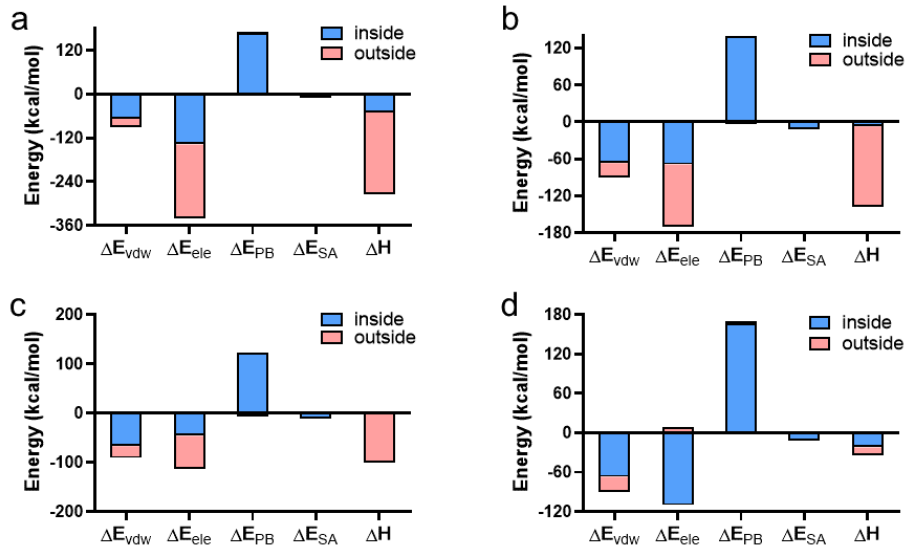 a
inside
outside
Energy (kcal/mol)
120
0
-120
-240
-360
ΔEvdw ΔEele ΔEPB ΔESA ΔH
b
inside
outside
Energy (kcal/mol)
120
60
0
-60
-120
-180
ΔEvdw ΔEele ΔEPB ΔESA ΔH
c
inside
outside
Energy (kcal/mol)
200
100
0
-100
-200
ΔEvdw ΔEele ΔEPB ΔESA ΔH
d
inside
outside
Energy (kcal/mol)
180
120
60
0
-60
-120
ΔEvdw ΔEele ΔEPB ΔESA ΔH